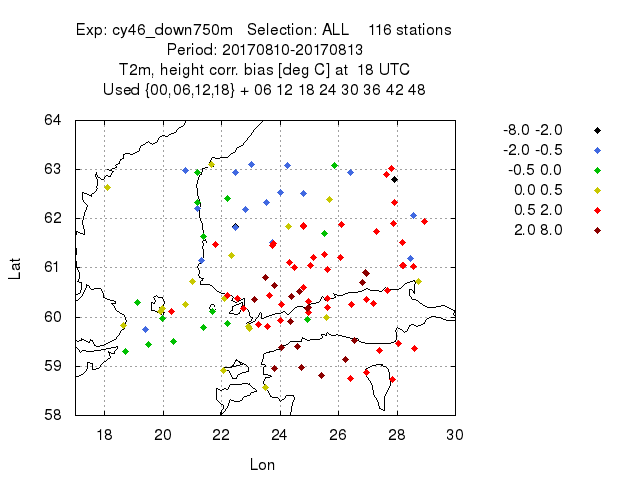 Exp: cy46_down750m Selection: ALL 116 stations
Period: 20170810-20170813
T2m, height corr. bias [deg C] at 18 UTC
Used {00,06,12,18} + 06 12 18 24 30 36 42 48
64
63
62
61
60
59
58
Lat
18 20 22 24 26 28 30
Lon
-8.0 -2.0
-2.0 -0.5
-0.5 0.0
0.0 0.5
0.5 2.0
2.0 8.0